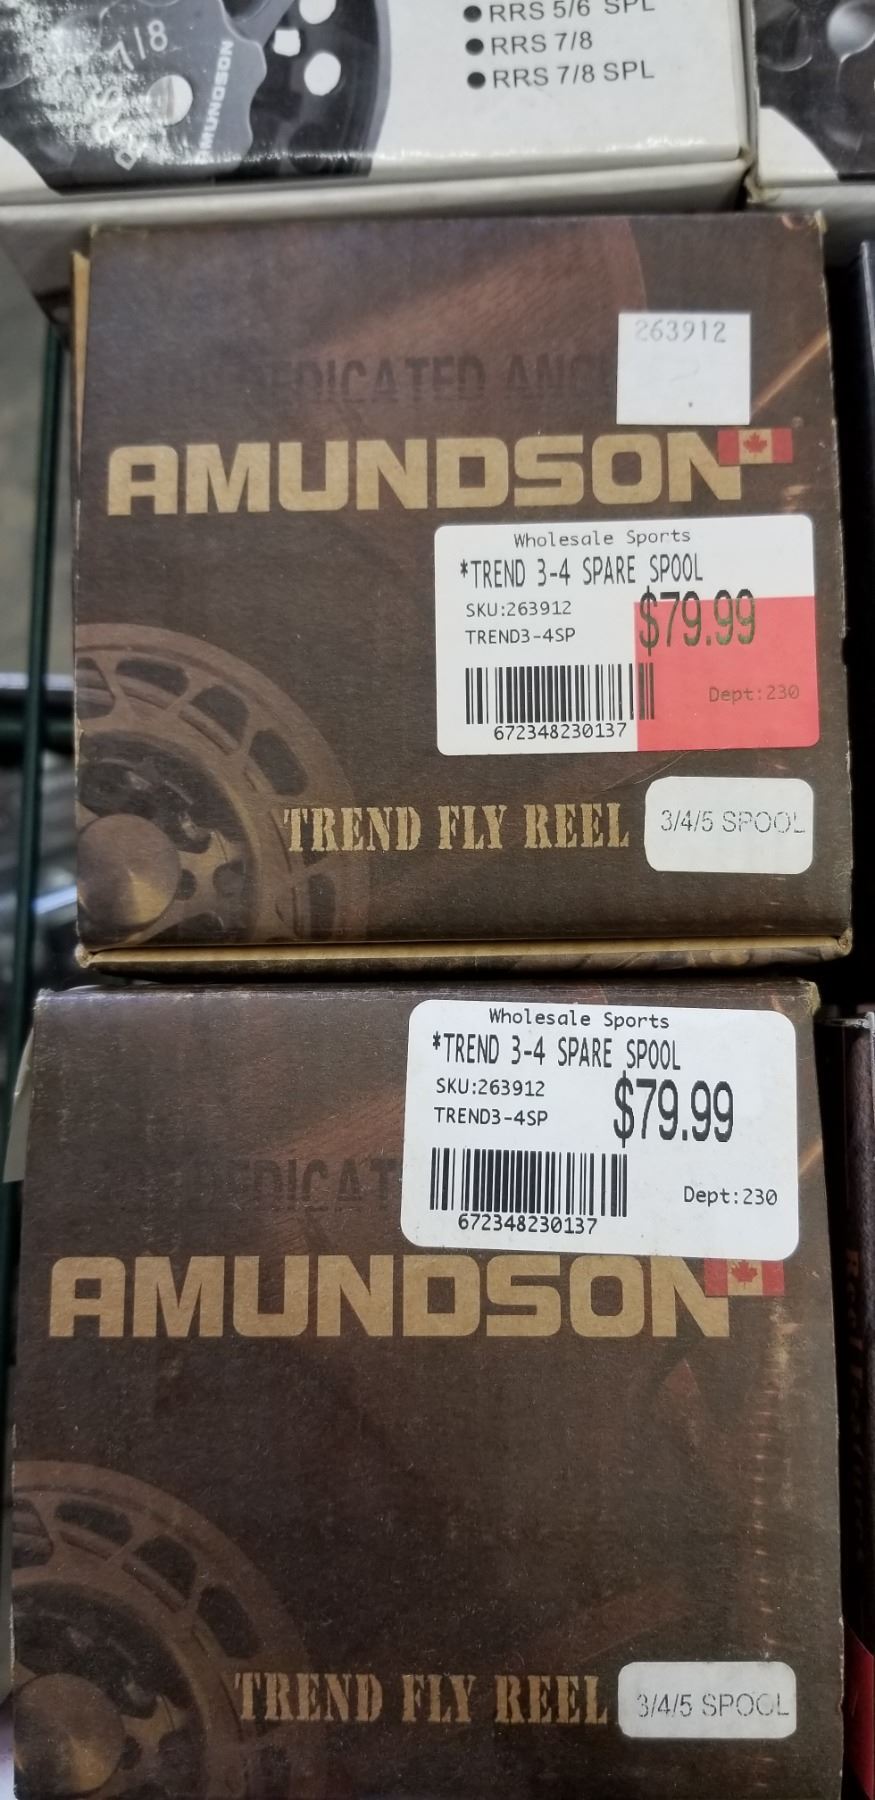 RRS 5/6 SPL
RRS 7/8
RRS 7/8 SPL
7/8
AMUNDSON
263912
DEDICATED
AMUNDSON
Wholesale Sports
*TREND 3-4 SPARE SPOOL
SKU:263912
$79.99
TREND3-4SP
Dept:230
672348230137
TREND FLY REEL
3/4/5 SPOOL
Wholesale Sports
*TREND 3-4 SPARE SPOOL
SKU:263912
$79.99
TREND3-4SP
Dept:230
672348230137
AMUNDSON
TREND FLY REEL
3/4/5 SPOOL